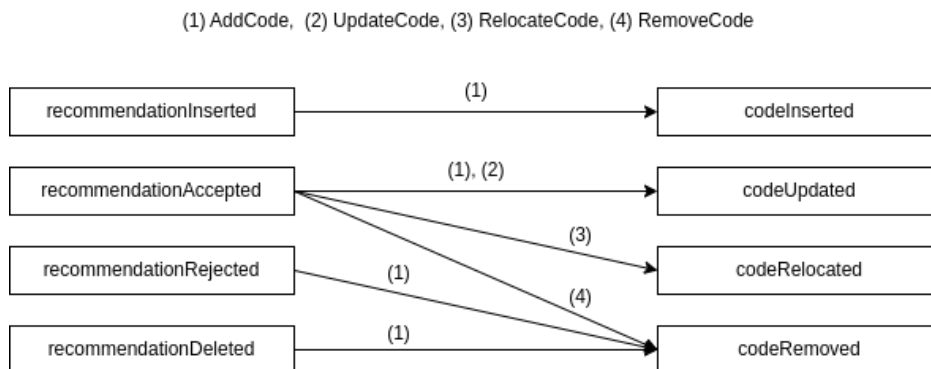 (1) AddCode, (2) UpdateCode, (3) RelocateCode, (4) RemoveCode
recommendationInserted
(1)
codeInserted
recommendationAccepted
(1), (2)
codeUpdated
(3)
recommendationRejected
(1)
codeRelocated
(4)
recommendationDeleted
(1)
codeRemoved